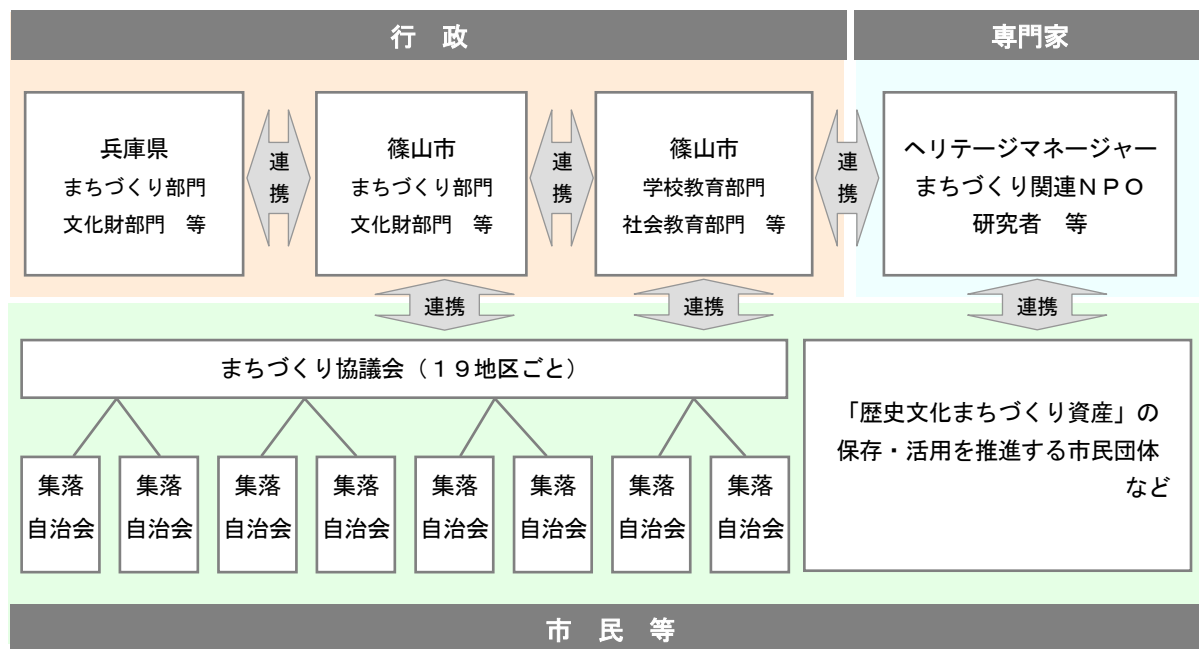 行　政
専門家
兵庫県
まちづくり部門
文化財部門　等
連
携
篠山市
まちづくり部門
文化財部門　等
連
携
篠山市
学校教育部門
社会教育部門　等
連
携
ヘリテージマネージャー
まちづくり関連ＮＰＯ
研究者　等
連携
連携
連携
まちづくり協議会（１９地区ごと）
集落
自治会
集落
自治会
集落
自治会
集落
自治会
集落
自治会
集落
自治会
集落
自治会
集落
自治会
「歴史文化まちづくり資産」の
保存・活用を推進する市民団体
など
市　民　等